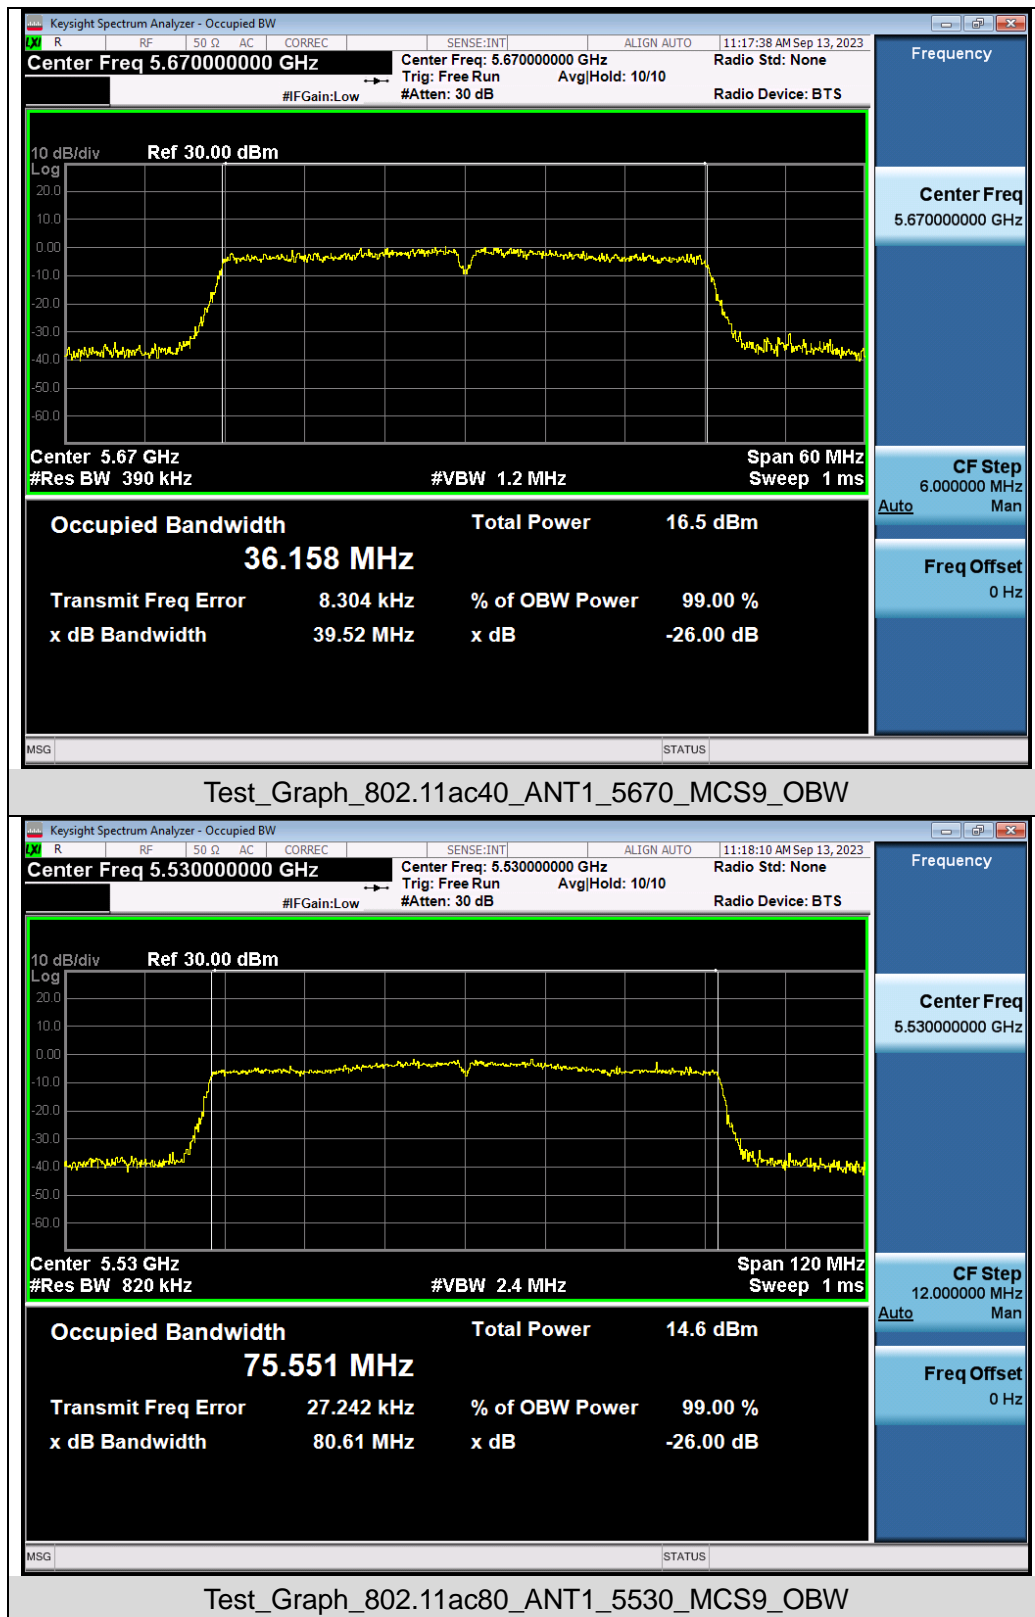 Keysight Spectrum Analyzer - Occupied BW
LXI R RF 50 Ω AC CORREC SENSE:INT ALIGN AUTO 11:17:38 AM Sep 13, 2023
Center Freq 5.670000000 GHz
Center Freq: 5.670000000 GHz
Radio Std: None
Trig: Free Run Avg|Hold: 10/10
#IFGain:Low
#Atten: 30 dB
Radio Device: BTS
Frequency
10 dB/div Ref 30.00 dBm
Log
20.0
10.0
0.00
-10.0
-20.0
-30.0
-40.0
-50.0
-60.0
Center Freq
5.670000000 GHz
Center 5.67 GHz
Span 60 MHz
#Res BW 390 kHz
#VBW 1.2 MHz
Sweep 1 ms
CF Step
6.000000 MHz
Auto Man
Freq Offset
0 Hz
Occupied Bandwidth
Total Power 16.5 dBm
36.158 MHz
Transmit Freq Error 8.304 kHz
% of OBW Power 99.00 %
x dB Bandwidth 39.52 MHz
x dB -26.00 dB
MSG
STATUS
Test_Graph_802.11ac40_ANT1_5670_MCS9_OBW
Keysight Spectrum Analyzer - Occupied BW
LXI R RF 50 Ω AC CORREC SENSE:INT ALIGN AUTO 11:18:10 AM Sep 13, 2023
Center Freq 5.530000000 GHz
Center Freq: 5.530000000 GHz
Radio Std: None
Trig: Free Run Avg|Hold: 10/10
#IFGain:Low
#Atten: 30 dB
Radio Device: BTS
Frequency
10 dB/div Ref 30.00 dBm
Log
20.0
10.0
0.00
-10.0
-20.0
-30.0
-40.0
-50.0
-60.0
Center Freq
5.530000000 GHz
Center 5.53 GHz
Span 120 MHz
#Res BW 820 kHz
#VBW 2.4 MHz
Sweep 1 ms
CF Step
12.000000 MHz
Auto Man
Freq Offset
0 Hz
Occupied Bandwidth
Total Power 14.6 dBm
75.551 MHz
Transmit Freq Error 27.242 kHz
% of OBW Power 99.00 %
x dB Bandwidth 80.61 MHz
x dB -26.00 dB
MSG
STATUS
Test_Graph_802.11ac80_ANT1_5530_MCS9_OBW